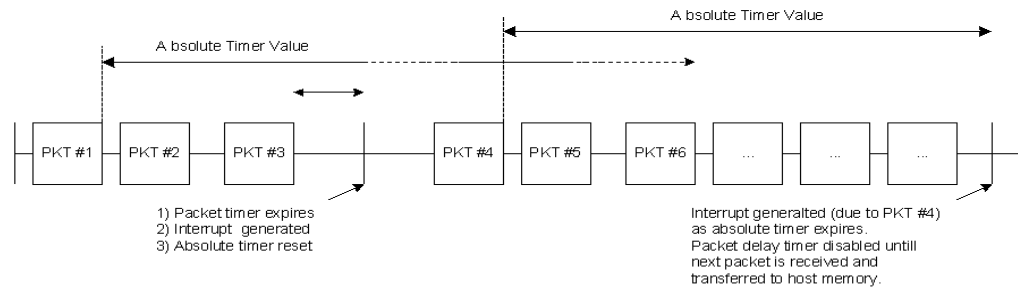 A bsolute Timer Value
A bsolute Timer Value
PKT #1
PKT #2
PKT #3
PKT #4
PKT #5
PKT #6
...
...
...
1) Packet timer expires
2) Interrupt generated
3) Absolute timer reset
Interrupt generalted (due to PKT #4)
as absolute timer expires.
Packet delay timer disabled untill
next packet is received and
transferred to host memory.